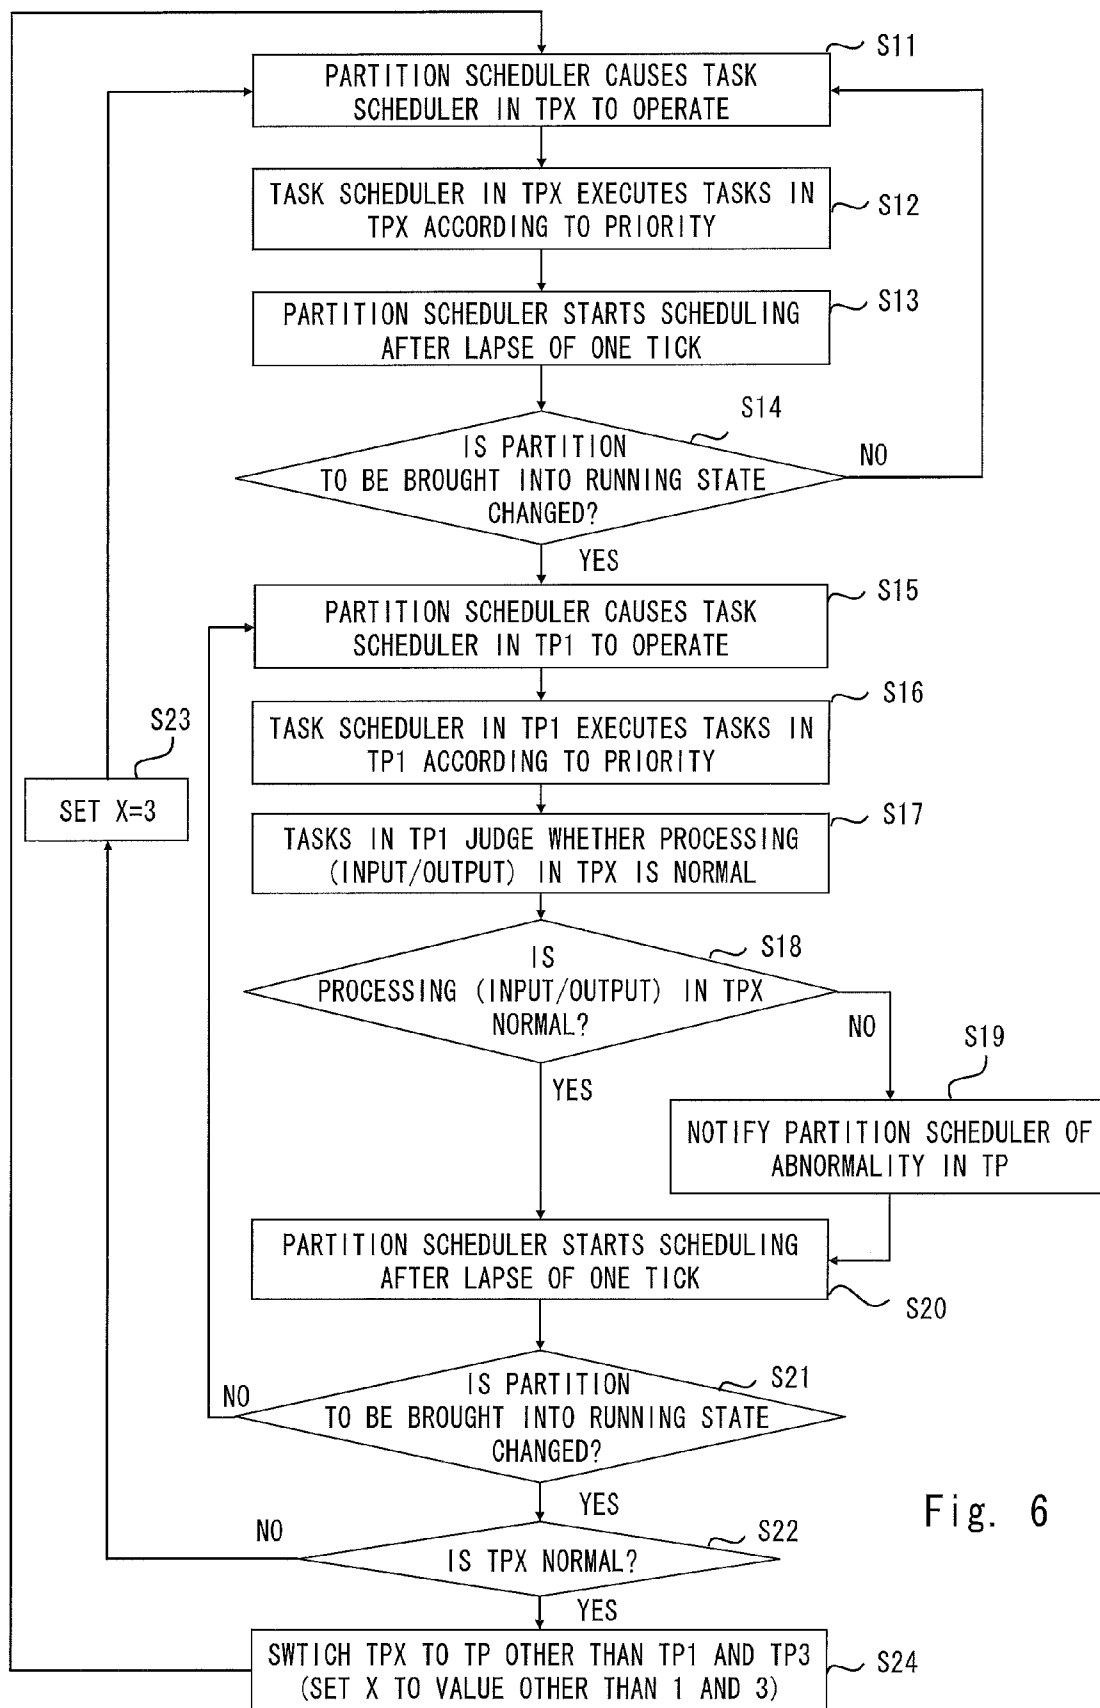 S11
PARTITION SCHEDULER CAUSES TASK
SCHEDULER IN TPX TO OPERATE
TASK SCHEDULER IN TPX EXECUTES TASKS IN
TPX ACCORDING TO PRIORITY
S12
S13
PARTITION SCHEDULER STARTS SCHEDULING
AFTER LAPSE OF ONE TICK
S14
IS PARTITION
TO BE BROUGHT INTO RUNNING STATE
CHANGED?
NO
YES
S15
PARTITION SCHEDULER CAUSES TASK
SCHEDULER IN TP1 TO OPERATE
S16
TASK SCHEDULER IN TP1 EXECUTES TASKS IN
TP1 ACCORDING TO PRIORITY
S23
SET X=3
S17
TASKS IN TP1 JUDGE WHETHER PROCESSING
(INPUT/OUTPUT) IN TPX IS NORMAL
S18
IS
PROCESSING (INPUT/OUTPUT) IN TPX
NORMAL?
NO
YES
S19
NOTIFY PARTITION SCHEDULER OF
ABNORMALITY IN TP
PARTITION SCHEDULER STARTS SCHEDULING
AFTER LAPSE OF ONE TICK
S20
S21
IS PARTITION
TO BE BROUGHT INTO RUNNING STATE
CHANGED?
NO
YES
Fig. 6
NO
S22
IS TPX NORMAL?
YES
SWTICH TPX TO TP OTHER THAN TP1 AND TP3
(SET X TO VALUE OTHER THAN 1 AND 3)
S24